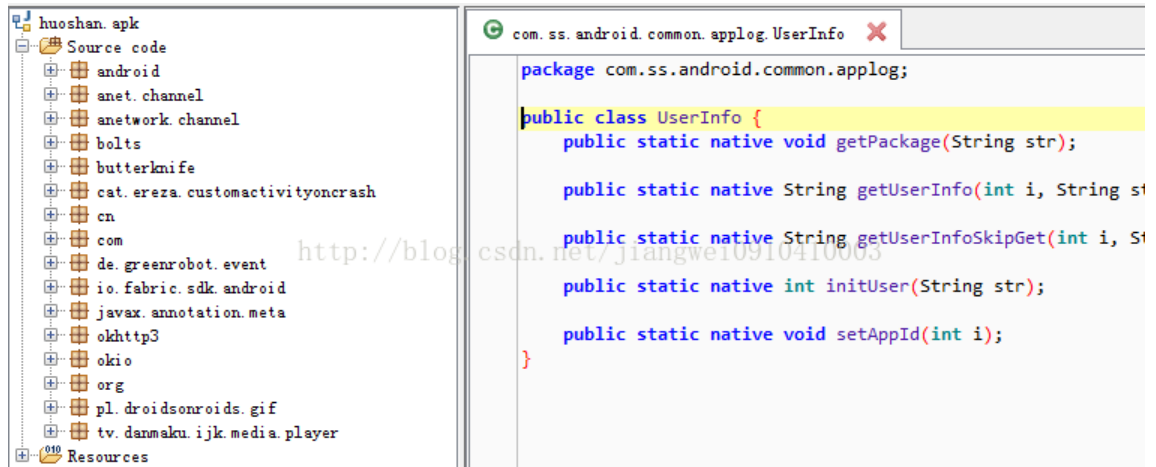 huoshan. apk
Source code
android
anet. channel
anetwork. channel
bolts
butterknife
cat. ereza. customactivityoncrash
cn
com
de. greenrobot. event
io. fabric. sdk. android
javax. annotation. meta
okhttp3
okio
org
pl. droidsonroids. gif
tv. danmaku. ijk. media. player
010
Resources
C com. ss. android. common. applog. UserInfo
package com.ss.android.common.applog;
public class UserInfo {
public static native void getPackage(String str);
public static native String getUserInfo(int i, String st
public static native String getUserInfoSkipGet(int i, St
public static native int initUser(String str);
public static native void setAppId(int i);
}
http://blog.csdn.net/jiangwei0910410003